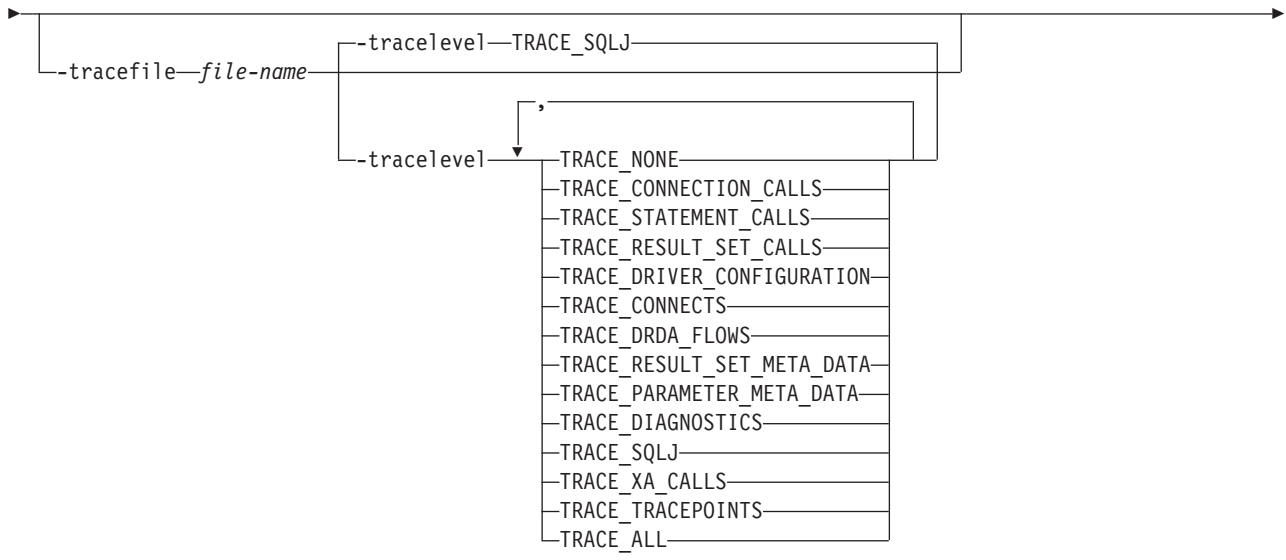 -tracelevel TRACE_SQLJ
-tracefile file-name
,
-tracelevel TRACE_NONE
TRACE_CONNECTION_CALLS
TRACE_STATEMENT_CALLS
TRACE_RESULT_SET_CALLS
TRACE_DRIVER_CONFIGURATION
TRACE_CONNECTS
TRACE_DRDA_FLOWS
TRACE_RESULT_SET_META_DATA
TRACE_PARAMETER_META_DATA
TRACE_DIAGNOSTICS
TRACE_SQLJ
TRACE_XA_CALLS
TRACE_TRACEPOINTS
TRACE_ALL